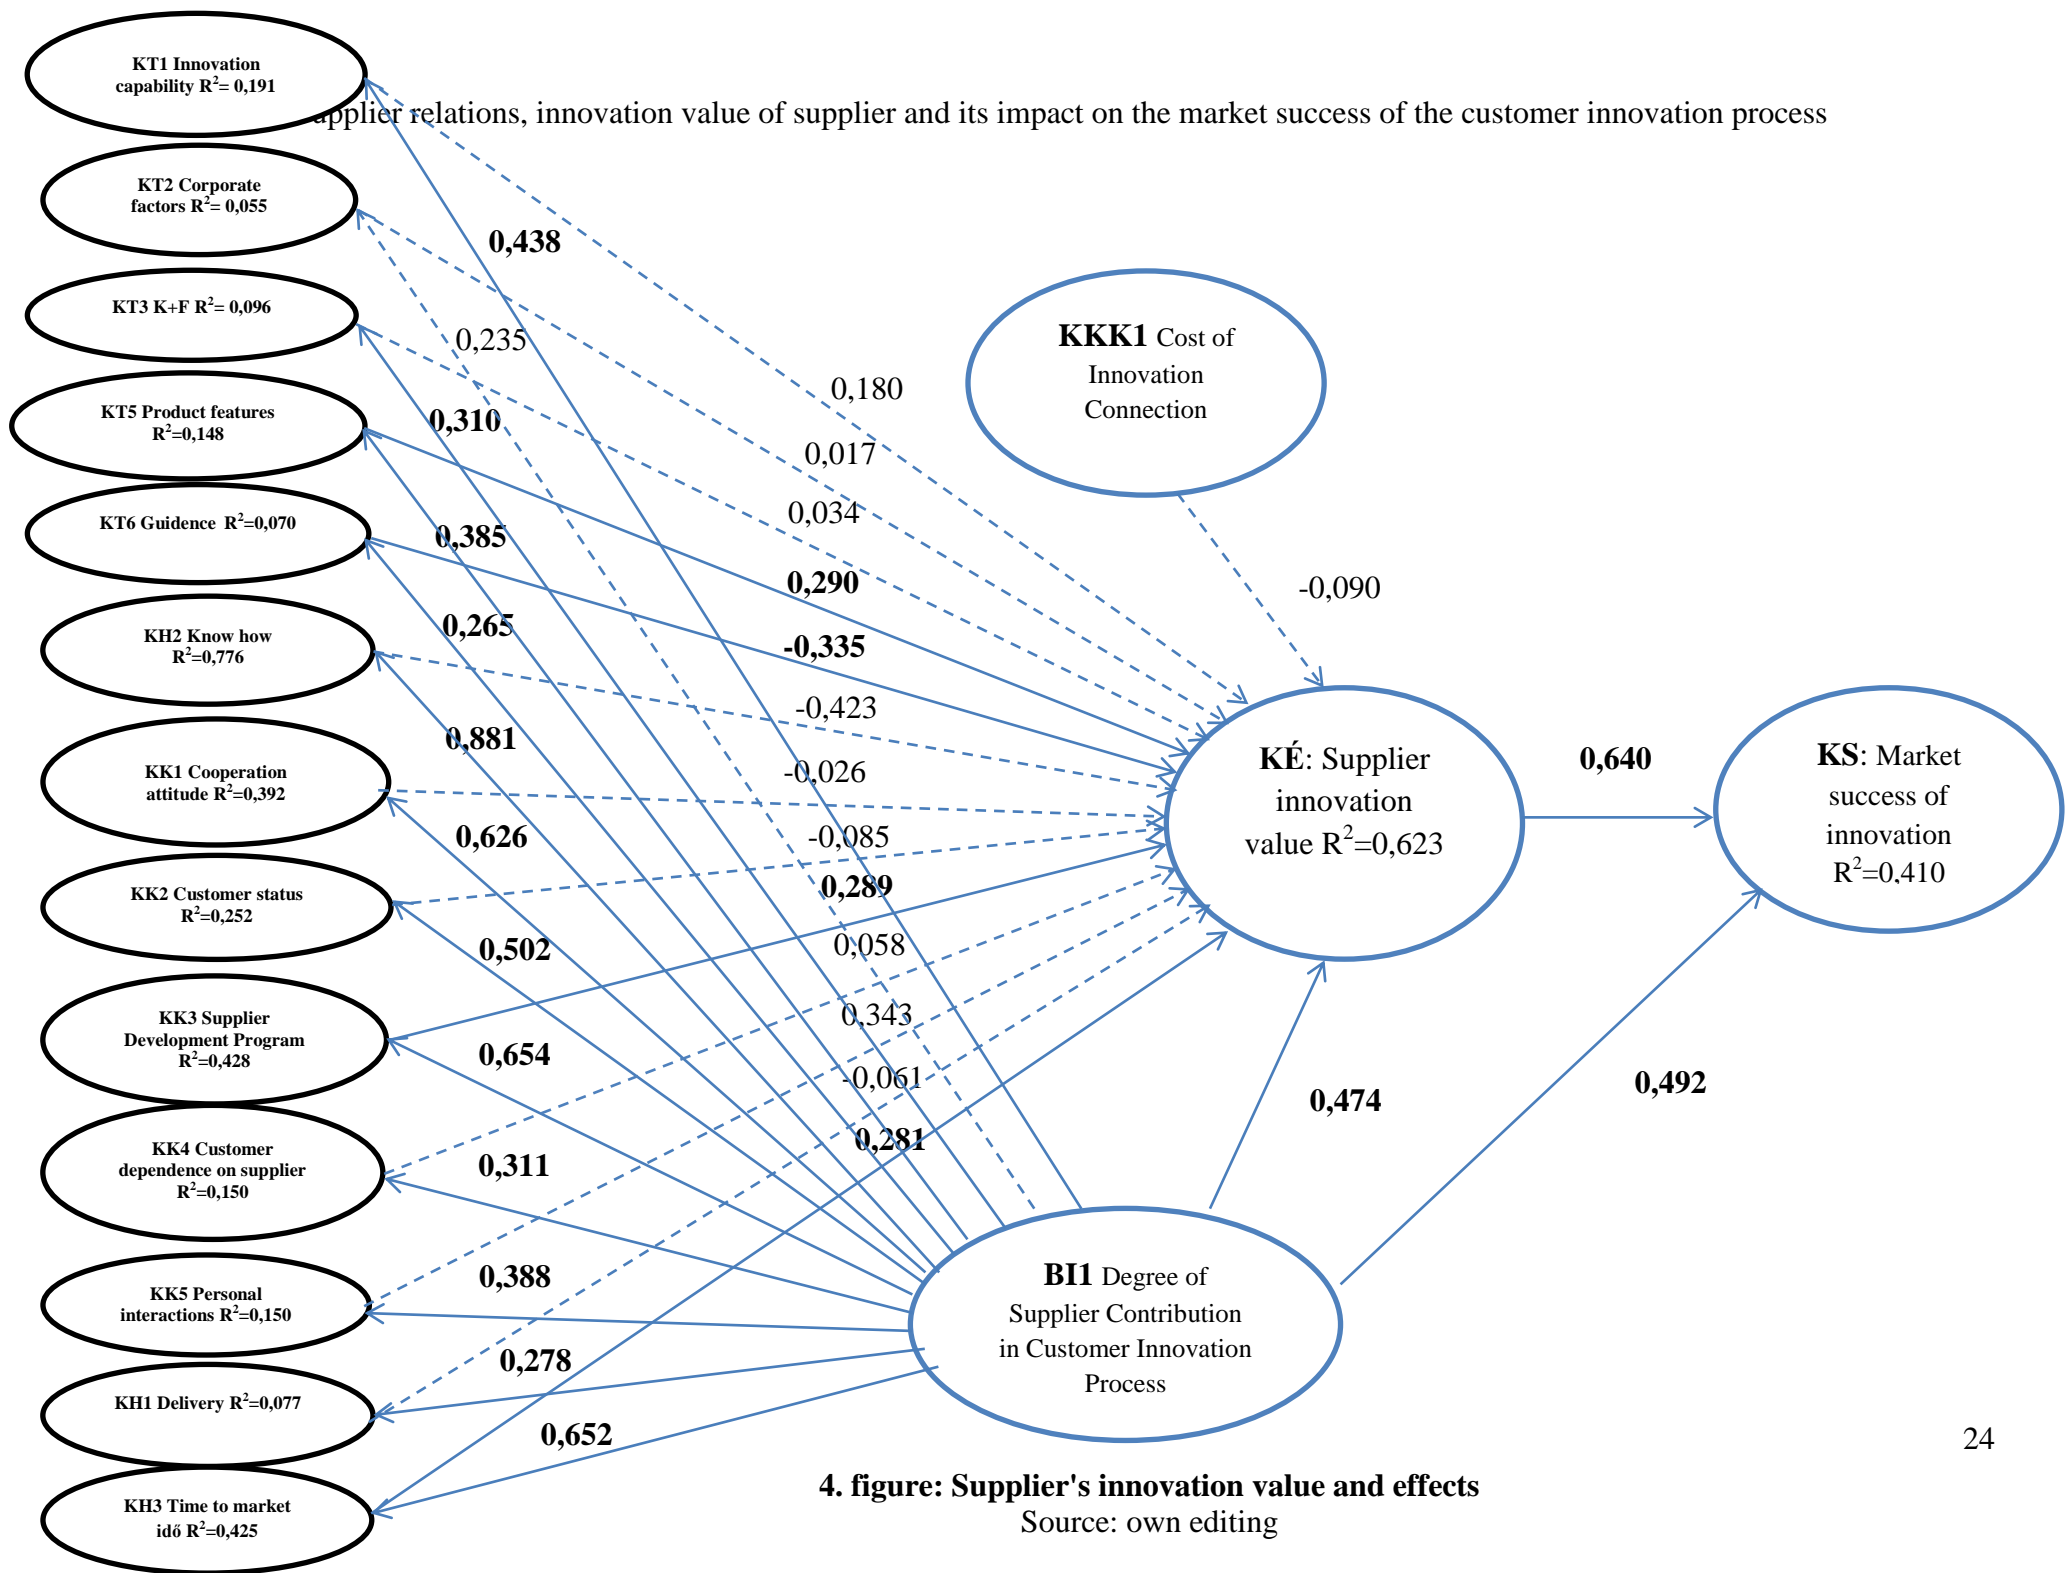 KT1 Innovation
capability R²= 0,191
upplier relations, innovation value of supplier and its impact on the market success of the customer innovation process
KT2 Corporate
factors R²= 0,055
KT3 K+F R²= 0,096
KT5 Product features
R²=0,148
KT6 Guidence R²=0,070
KH2 Know how
R²=0,776
KK1 Cooperation
attitude R²=0,392
KK2 Customer status
R²=0,252
KK3 Supplier
Development Program
R²=0,428
KK4 Customer
dependence on supplier
R²=0,150
KK5 Personal
interactions R²=0,150
KH1 Delivery R²=0,077
KH3 Time to market
idő R²=0,425
0,438
0,235
0,310
0,385
0,265
0,881
0,626
0,502
0,654
0,311
0,388
0,278
0,652
0,180
0,017
0,034
0,290
-0,335
-0,423
-0,026
-0,085
0,289
0,058
0,343
-0,061
0,281
KKK1 Cost of
Innovation
Connection
-0,090
KÉ: Supplier
innovation
value R²=0,623
0,640
KS: Market
success of
innovation
R²=0,410
0,474
0,492
BI1 Degree of
Supplier Contribution
in Customer Innovation
Process
24
4. figure: Supplier's innovation value and effects
Source: own editing